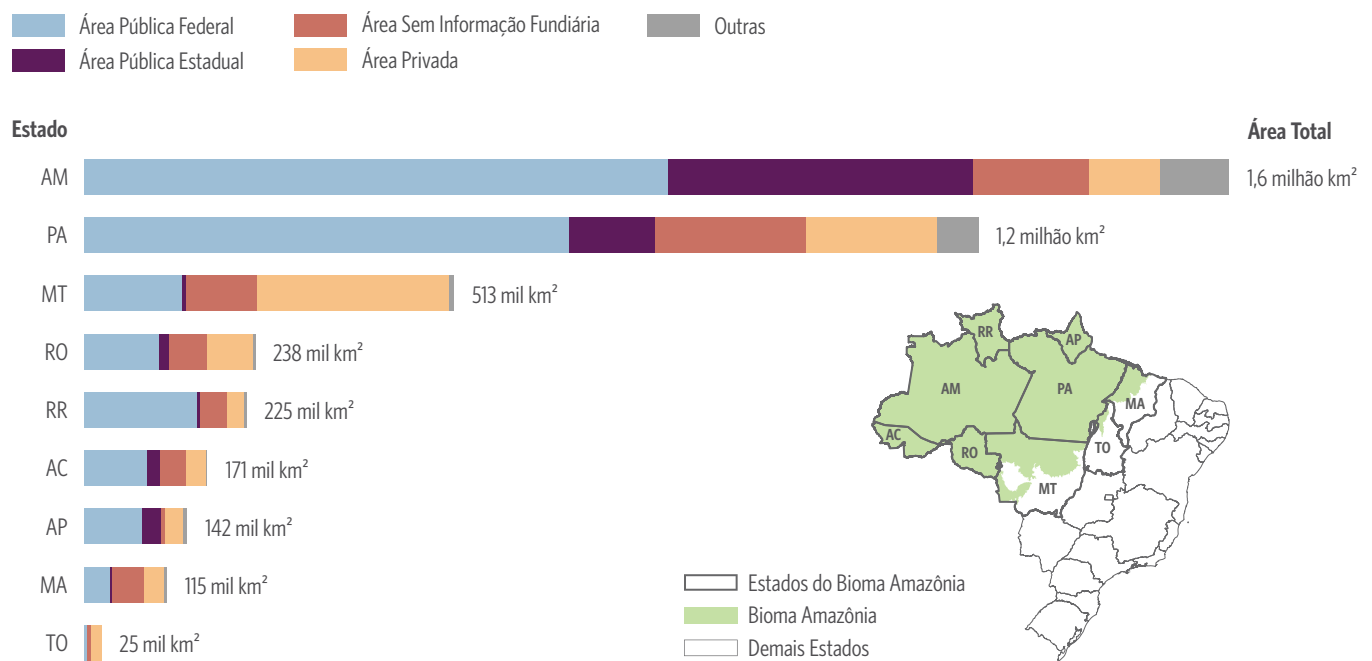 Área Pública Federal
Área Sem Informação Fundiária
Outras
Área Pública Estadual
Área Privada
Estado
Área Total
AM
1,6 milhão km²
PA
1,2 milhão km²
MT
513 mil km²
RO
238 mil km²
RR
225 mil km²
AC
171 mil km²
AP
142 mil km²
MA
115 mil km²
TO
25 mil km²
RR
AP
AM
PA
MA
AC
RO
TO
MT
Estados do Bioma Amazônia
Bioma Amazônia
Demais Estados